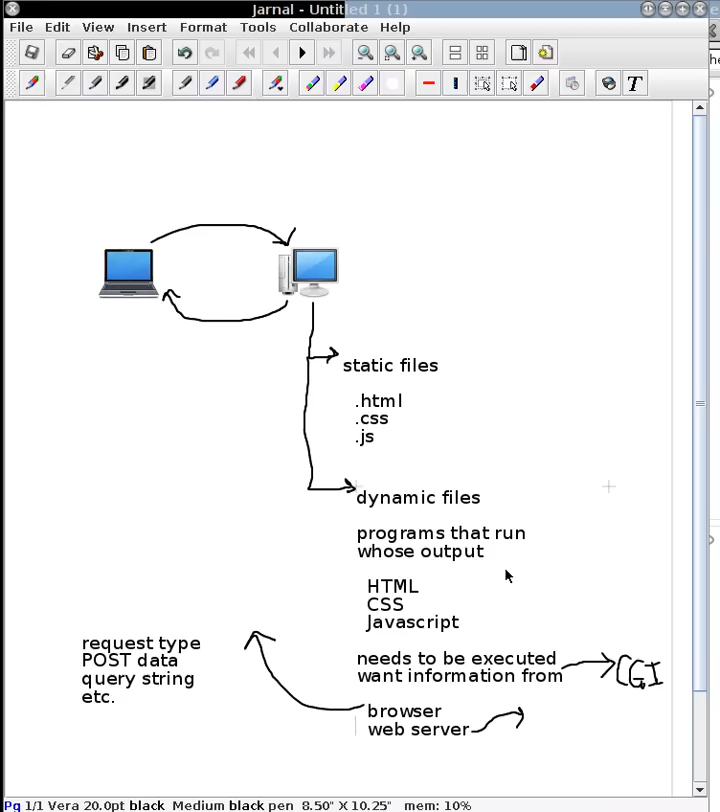 Jarnal - Untitled 1 (1)
File Edit View Insert Format Tools Collaborate Help
T
static files
.html
.css
.js
dynamic files
programs that run
whose output
HTML
CSS
Javascript
request type
POST data
query string
etc.
needs to be executed
want information from
CGI
browser
web server
Pg 1/1 Vera 20.0pt black Medium black pen 8.50" X 10.25" mem: 10%